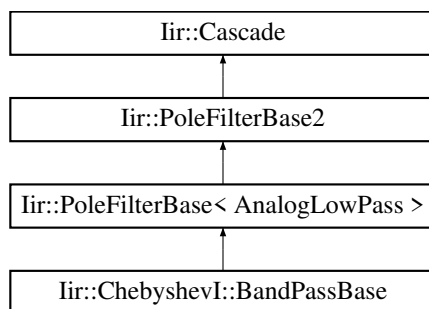 Iir::Cascade
Iir::PoleFilterBase2
Iir::PoleFilterBase< AnalogLowPass >
Iir::ChebyshevI::BandPassBase